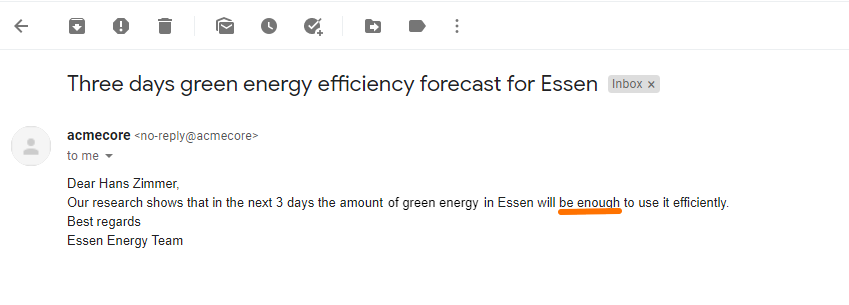 Three days green energy efficiency forecast for Essen Inbox ×
acmecore <no-reply@acmecore>
to me
Dear Hans Zimmer,
Our research shows that in the next 3 days the amount of green energy in Essen will be enough to use it efficiently.
Best regards
Essen Energy Team